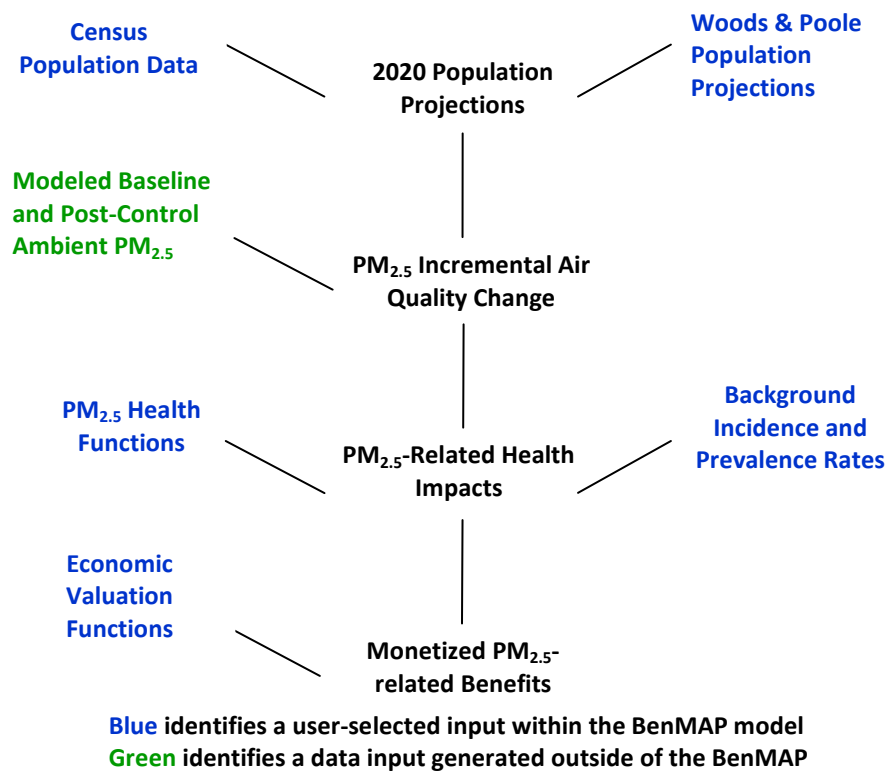 Census
Population Data
Woods & Poole
Population
Projections
2020 Population
Projections
Modeled Baseline
and Post-Control
Ambient PM2.5
PM2.5 Incremental Air
Quality Change
PM2.5 Health
Functions
Background
Incidence and
Prevalence Rates
PM2.5-Related Health
Impacts
Economic
Valuation
Functions
Monetized PM2.5-
related Benefits
Blue identifies a user-selected input within the BenMAP model
Green identifies a data input generated outside of the BenMAP